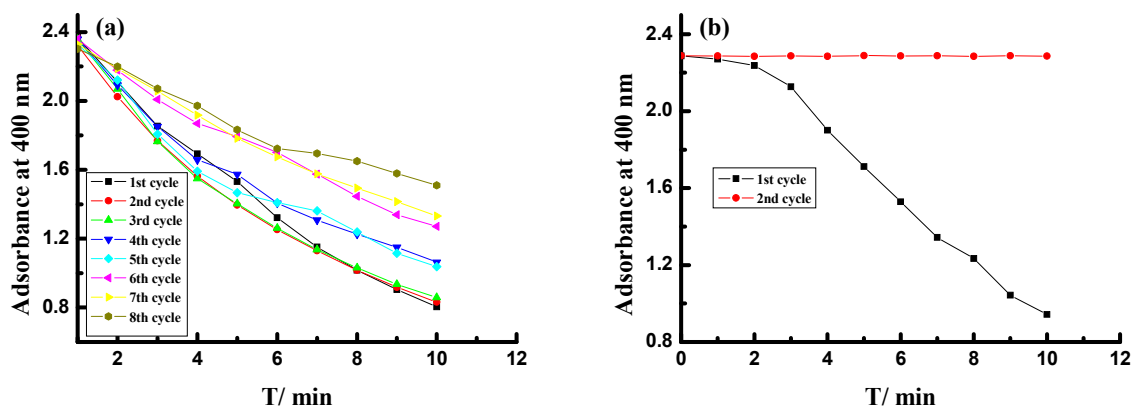 (a)
Adsorbance at 400 nm
2.4
2.0
1.6
1.2
0.8
1st cycle
2nd cycle
3rd cycle
4th cycle
5th cycle
6th cycle
7th cycle
8th cycle
2 4 6 8 10 12
T/ min
(b)
Adsorbance at 400 nm
2.4
2.0
1.6
1.2
0.8
1st cycle
2nd cycle
0 2 4 6 8 10 12
T/ min